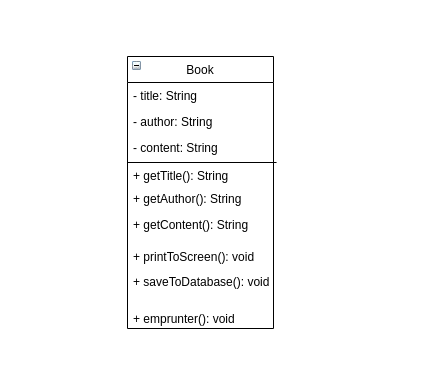 Book
- title: String
- author: String
- content: String
+ getTitle(): String
+ getAuthor(): String
+ getContent(): String
+ printToScreen(): void
+ saveToDatabase(): void
+ emprunter(): void